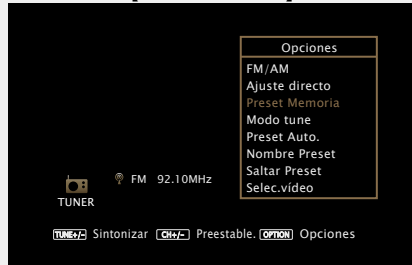 Opciones
FM/AM
Ajuste directo
Preset Memoria
Modo tune
Preset Auto.
Nombre Preset
Saltar Preset
Selec.vídeo
FM 92.10MHz
TUNER
TUNE+/- Sintonizar CH+/- Preestable. OPTION Opciones